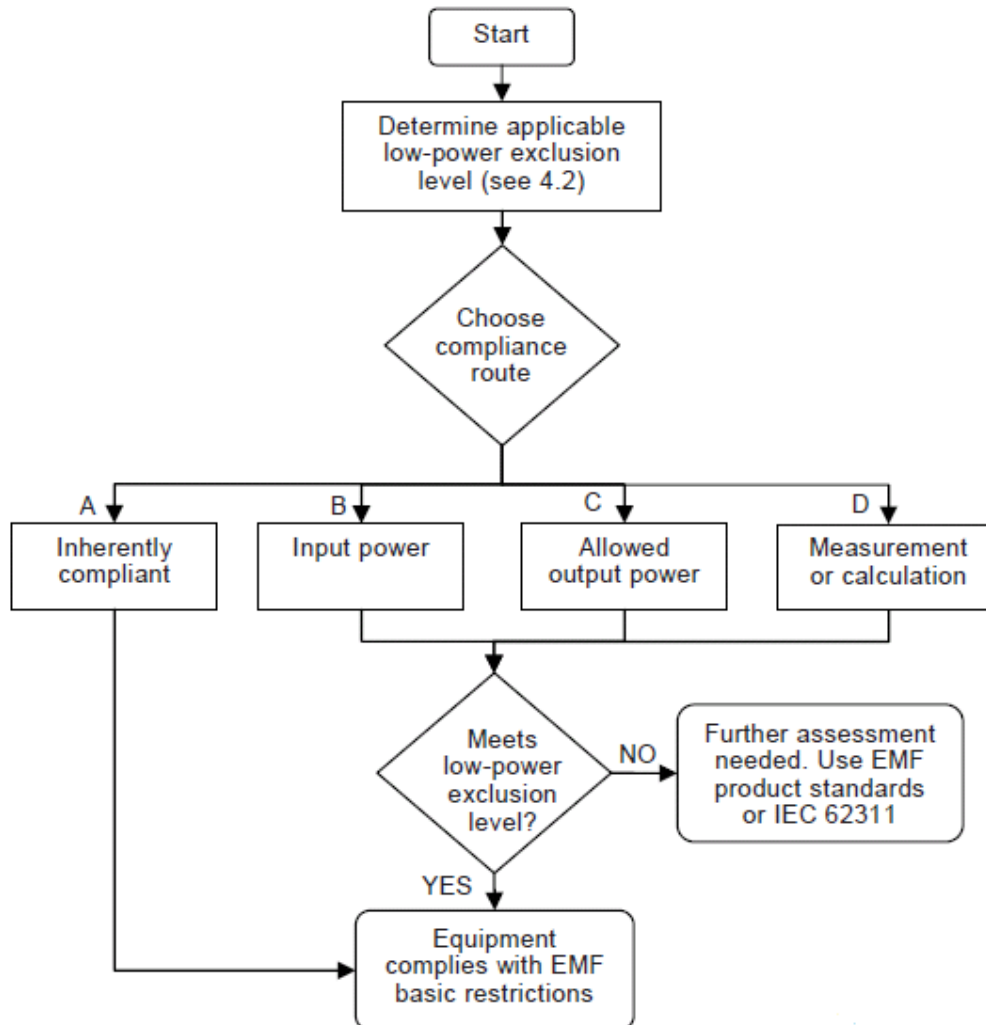 Start
Determine applicable
low-power exclusion
level (see 4.2)
Choose
compliance
route
A
B
C
D
Inherently
compliant
Input power
Allowed
output power
Measurement
or calculation
Meets
low-power
exclusion
level?
NO
Further assessment
needed. Use EMF
product standards
or IEC 62311
YES
Equipment
complies with EMF
basic restrictions